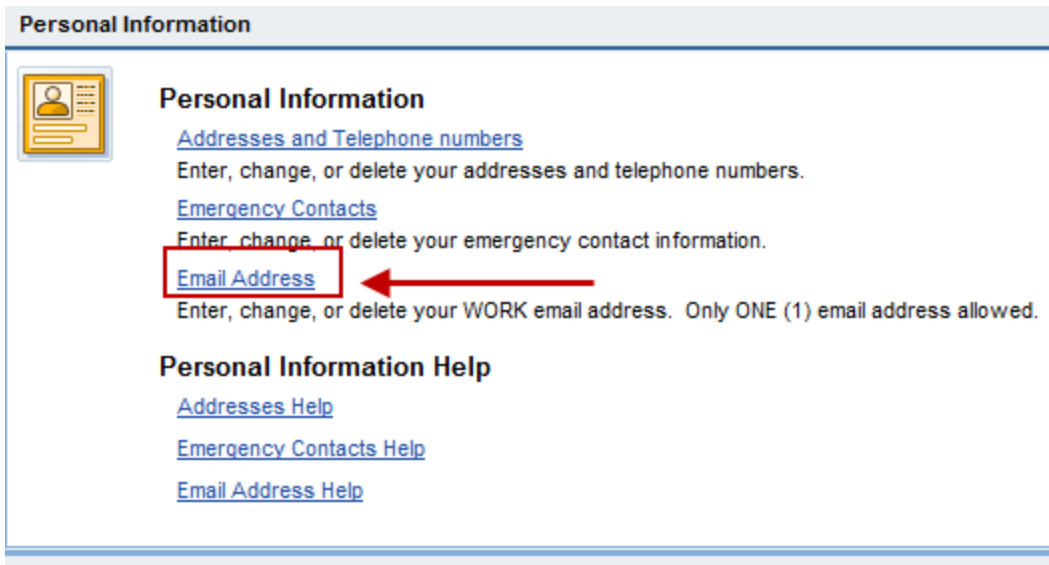 Personal Information
Personal Information
Addresses and Telephone numbers
Enter, change, or delete your addresses and telephone numbers.
Emergency Contacts
Enter, change, or delete your emergency contact information.
Email Address
Enter, change, or delete your WORK email address.  Only ONE (1) email address allowed.
Personal Information Help
Addresses Help
Emergency Contacts Help
Email Address Help